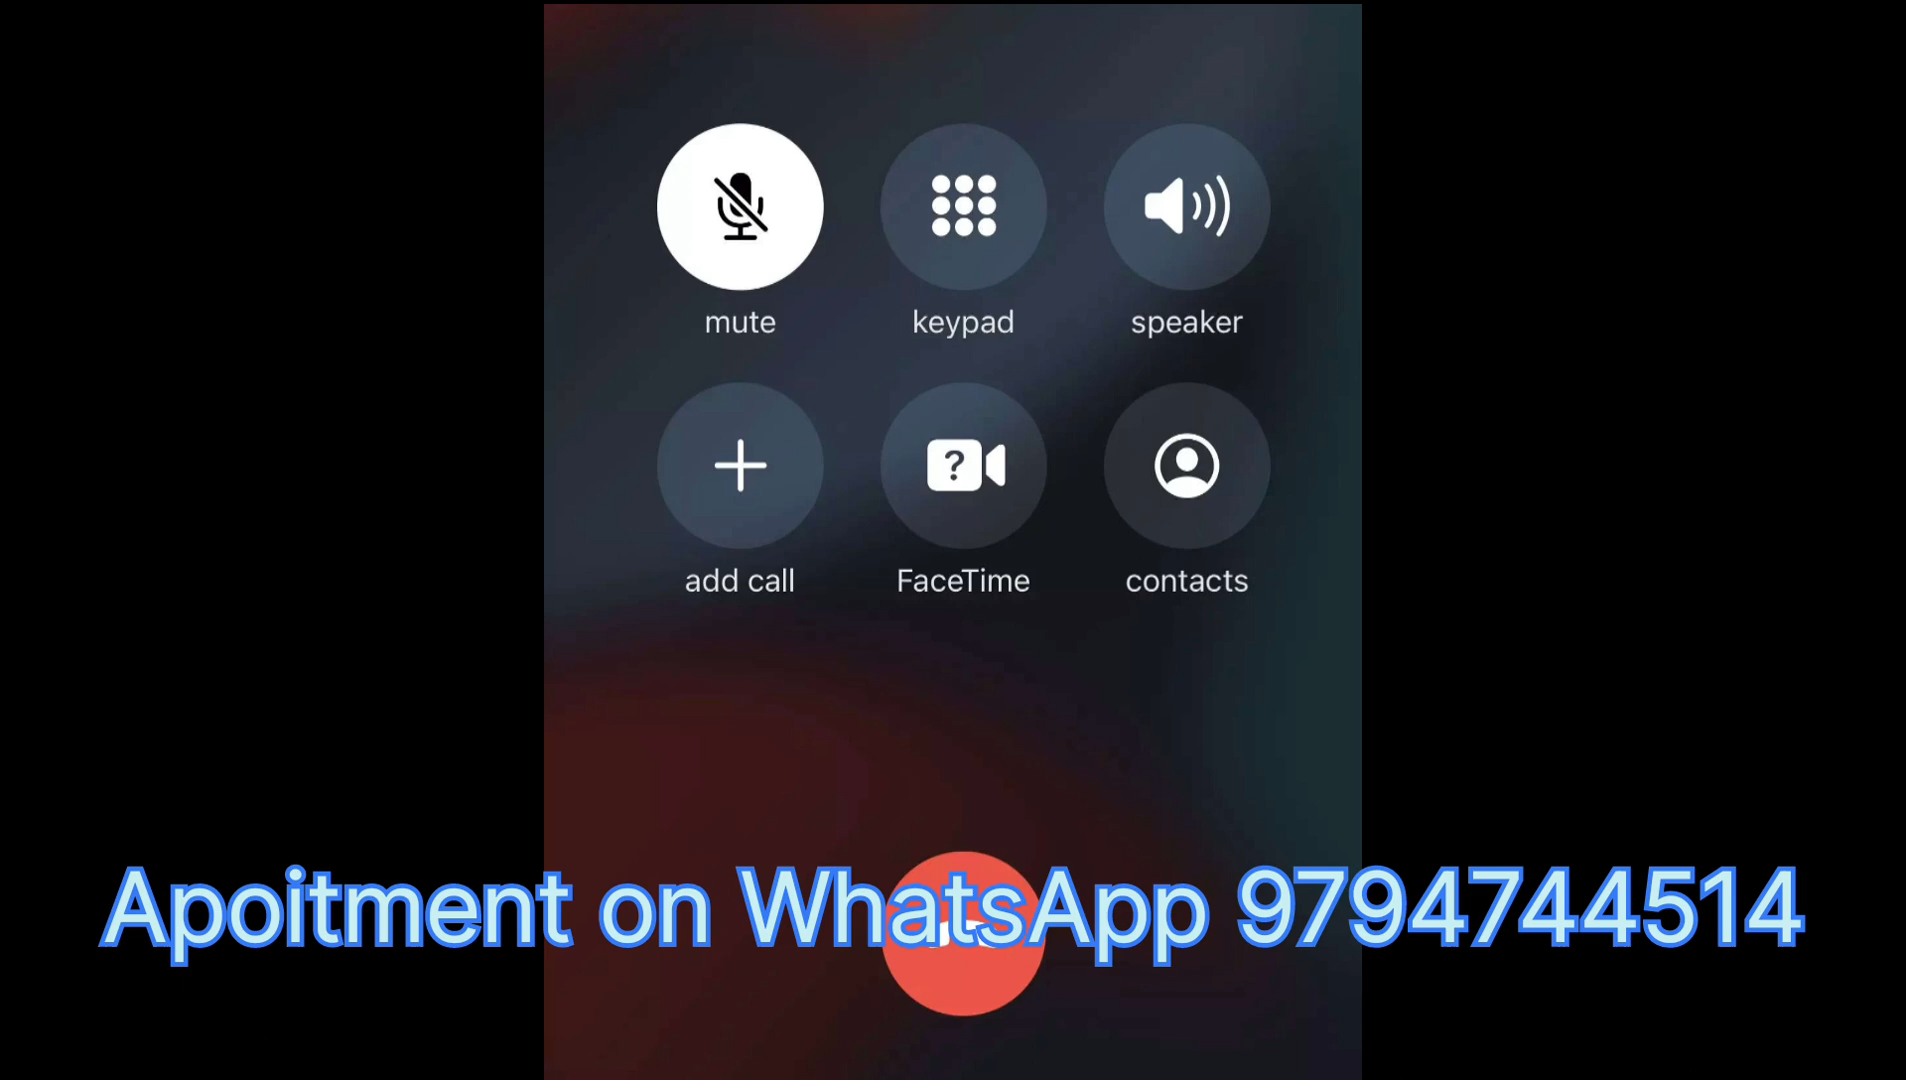 mute keypad speaker
?
add call FaceTime contacts
Apoitment on WhatsApp 9794744514